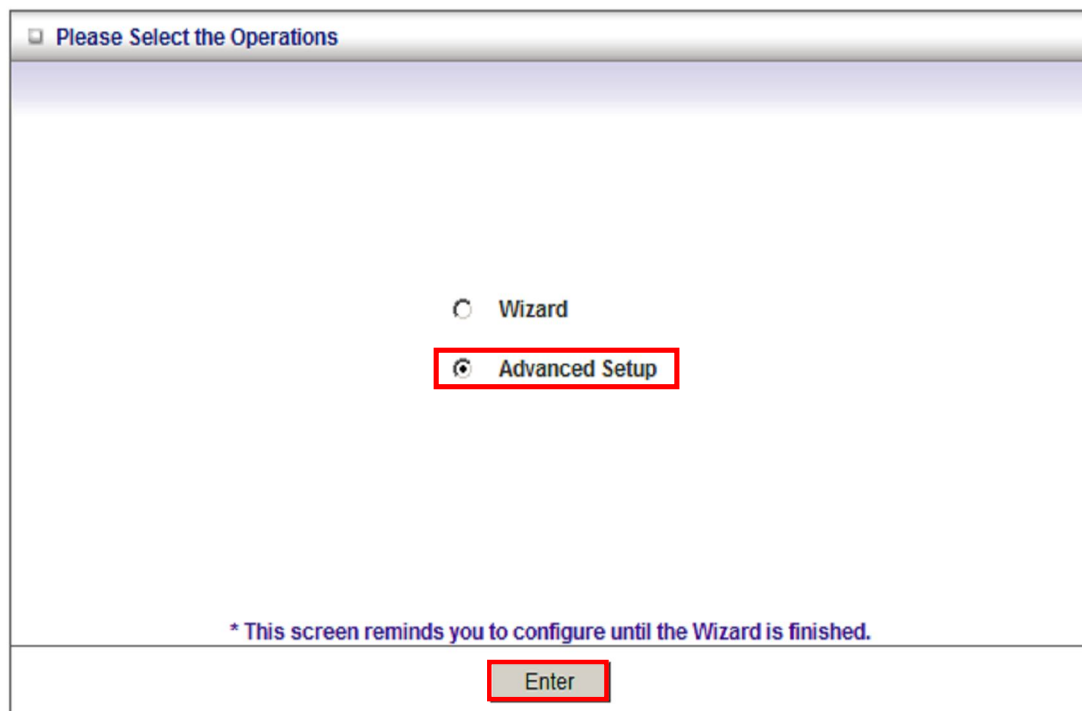 Please Select the Operations
Wizard
Advanced Setup
* This screen reminds you to configure until the Wizard is finished.
Enter